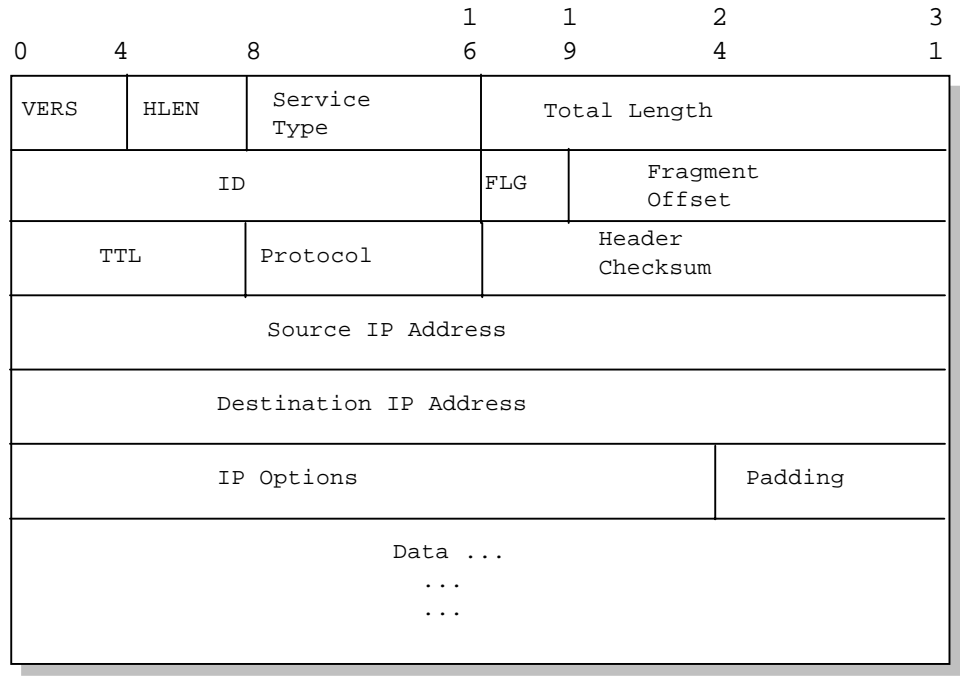 1 1 2 3
0 4 8 6 9 4 1
VERS HLEN Service Type Total Length
ID FLG Fragment Offset
TTL Protocol Header Checksum
Source IP Address
Destination IP Address
IP Options Padding
Data ...
...
...